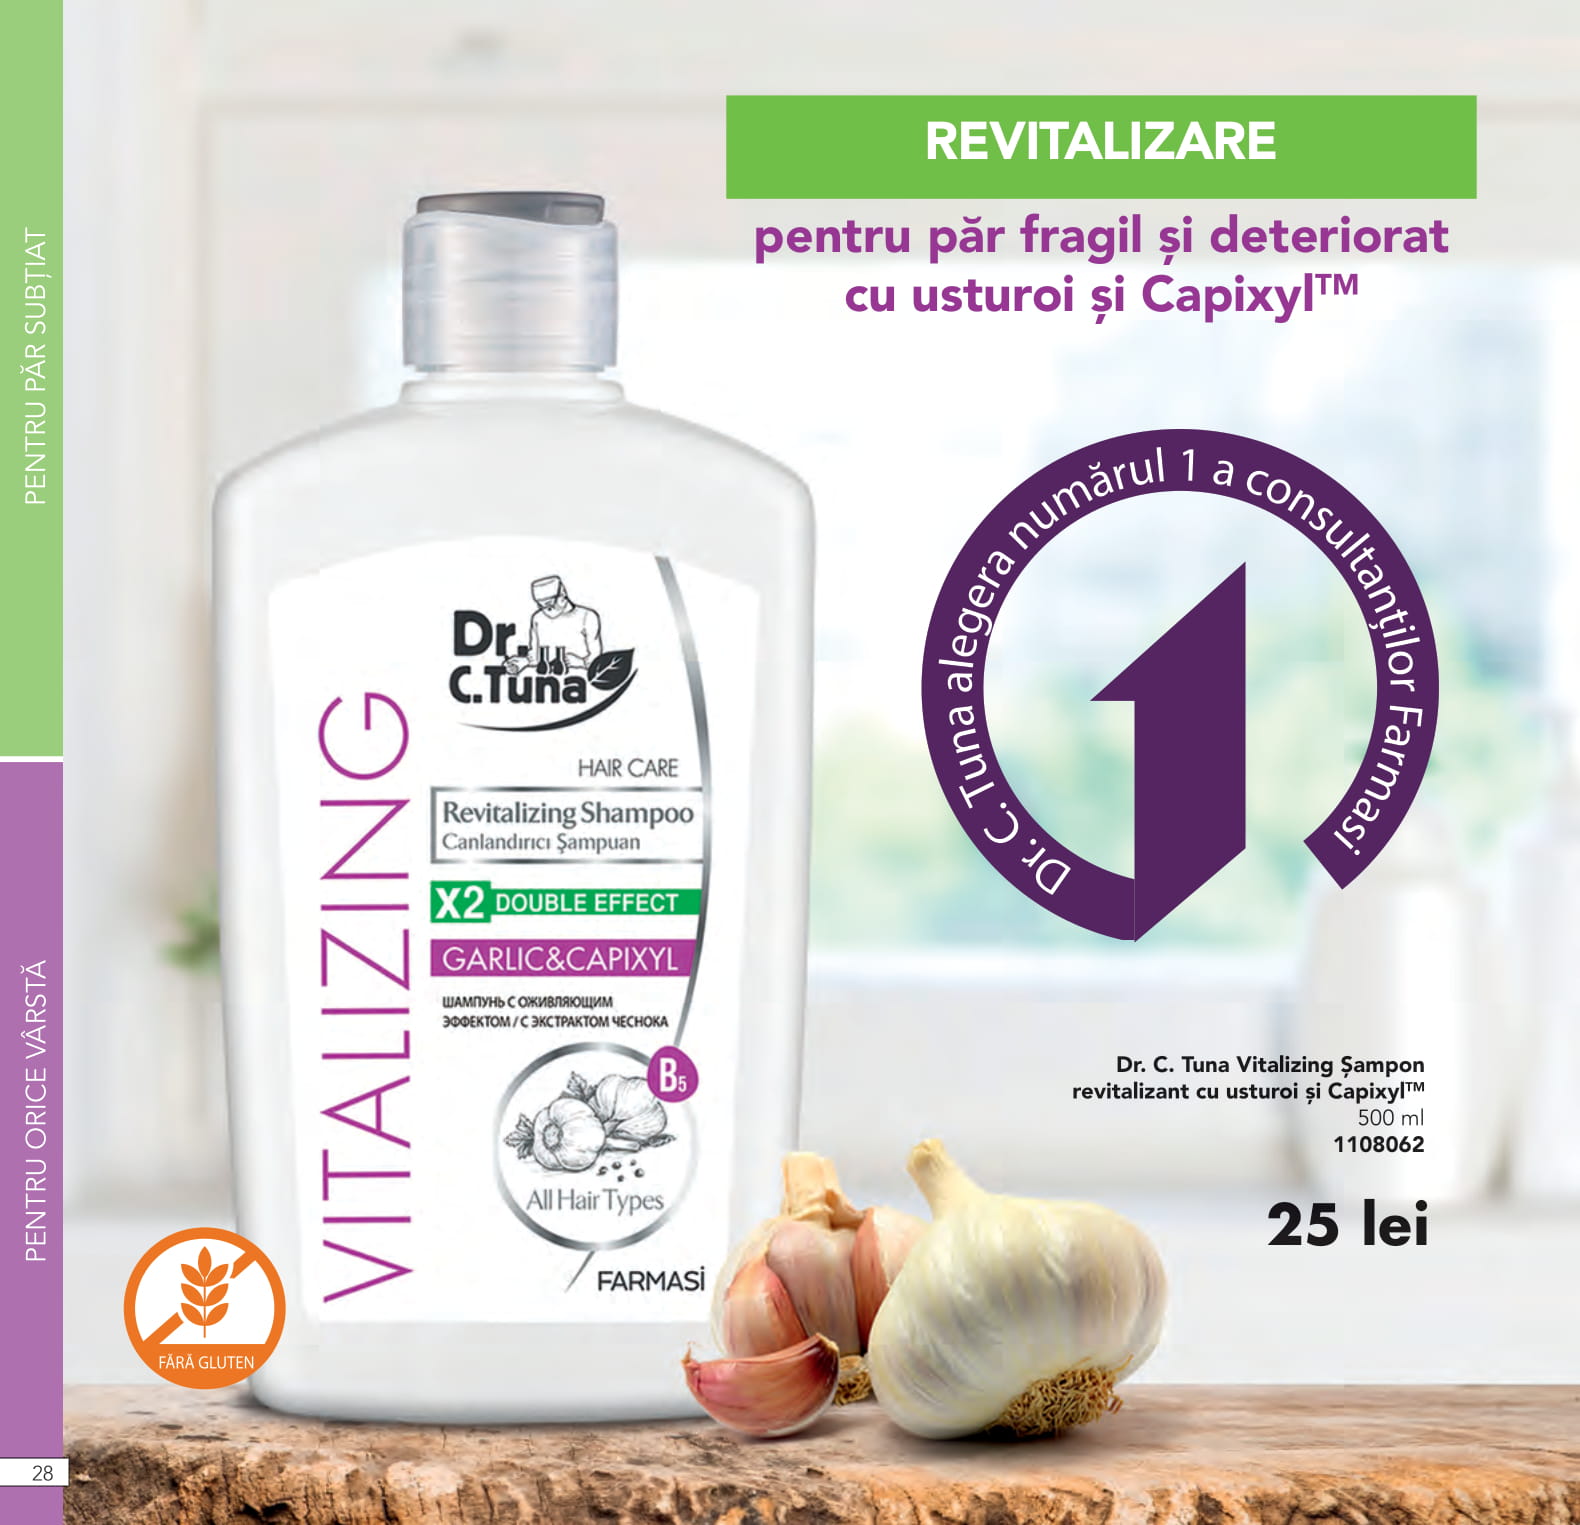 PENTRU PĂR SUBȚIAT
PENTRU ORICE VÂRSTĂ
REVITALIZARE
pentru păr fragil și deteriorat
cu usturoi și Capixyl™
Dr. C. Tuna alegera numărul 1 a consultanților Farmasi
VITALIZING
Dr.
C.Tuna
HAIR CARE
Revitalizing Shampoo
Canlandırıcı Şampuan
X2 DOUBLE EFFECT
GARLIC&CAPIXYL
ШАМПУНЬ С ОЖИВЛЯЮЩИМ
ЭФФЕКТОМ / С ЭКСТРАКТОМ ЧЕСНОКА
B5
All Hair Types
FARMASİ
FĂRĂ GLUTEN
Dr. C. Tuna Vitalizing Șampon
revitalizant cu usturoi și Capixyl™
500 ml
1108062
25 lei
28